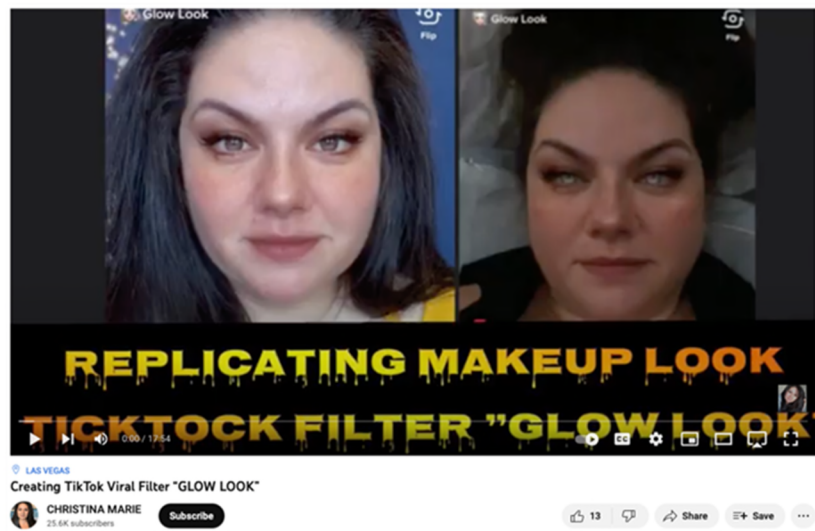 Glow Look
Flip
Glow Look
Flip
REPLICATING MAKEUP LOOK
TICKTOCK FILTER "GLOW LOOK"
0:00 / 17:54
CC
LAS VEGAS
Creating TikTok Viral Filter "GLOW LOOK"
CHRISTINA MARIE
25.6K subscribers
Subscribe
13
Share
Save